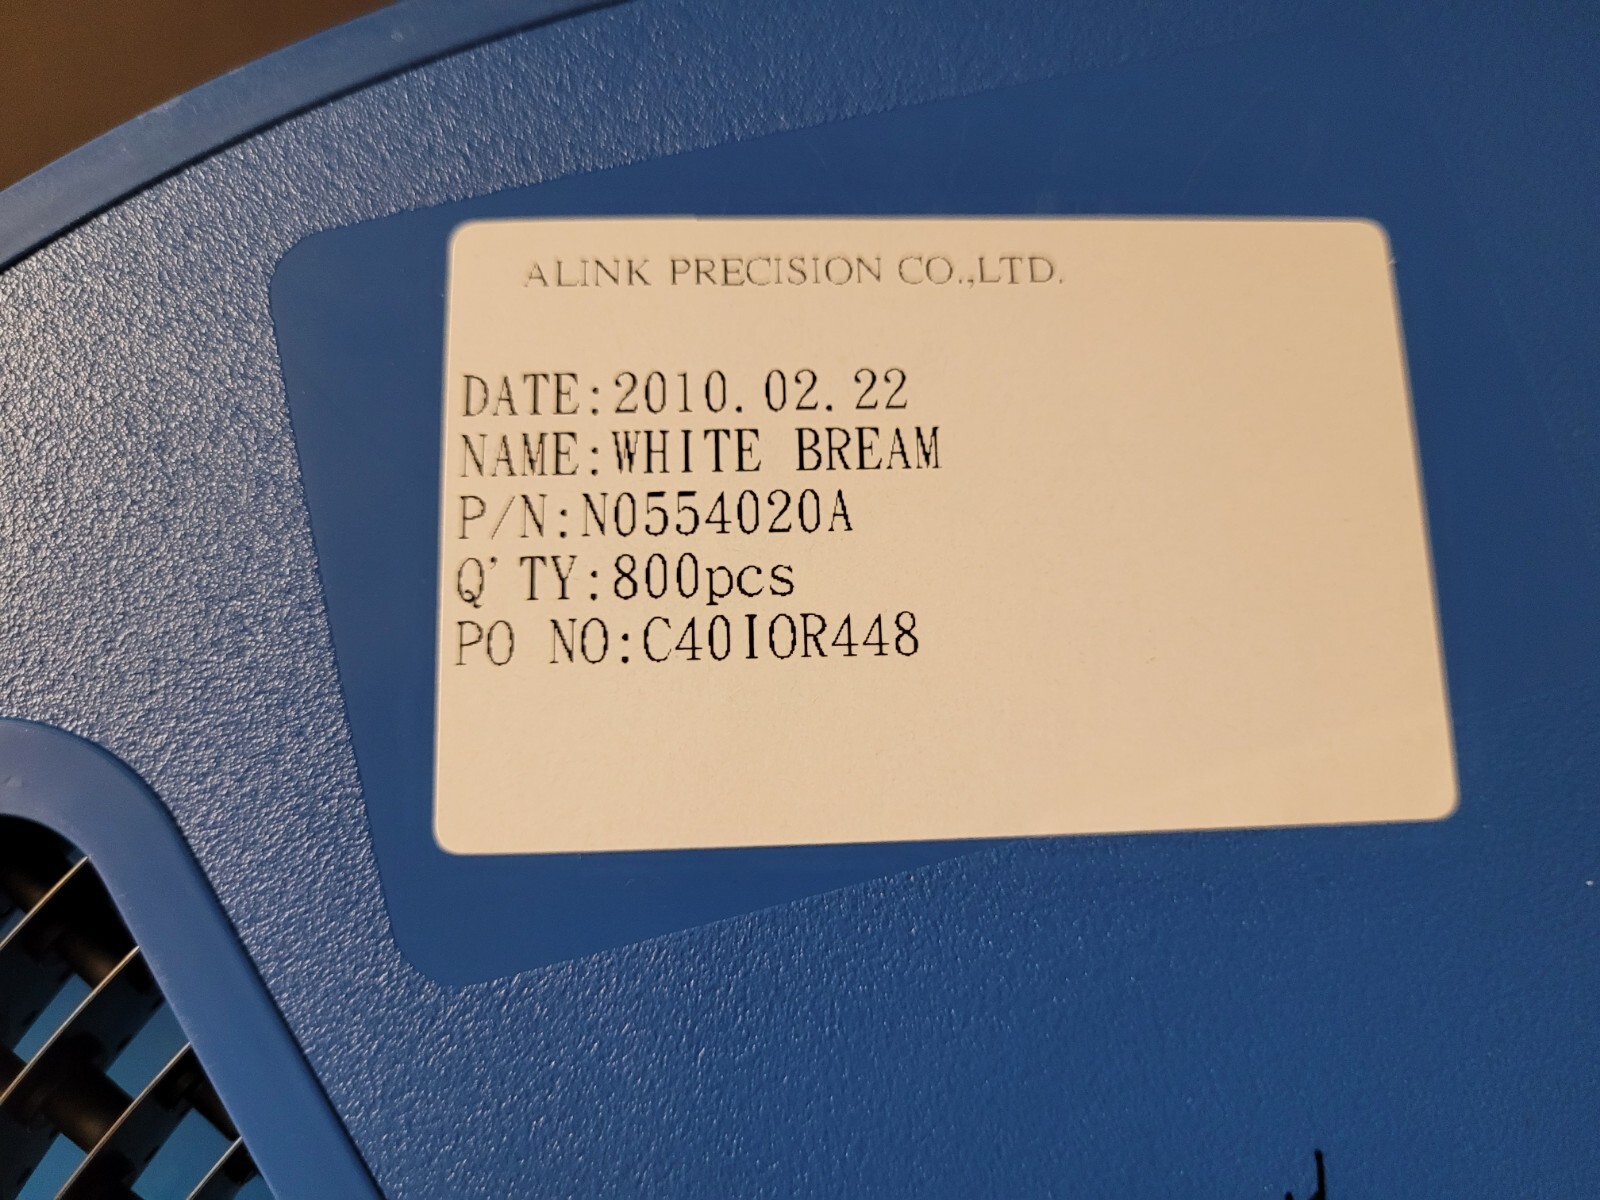 ALINK PRECISION CO.,LTD.
DATE:2010.02.22
NAME:WHITE BREAM
P/N:N0554020A
Q'TY:800pcs
PO NO:C40IOR448